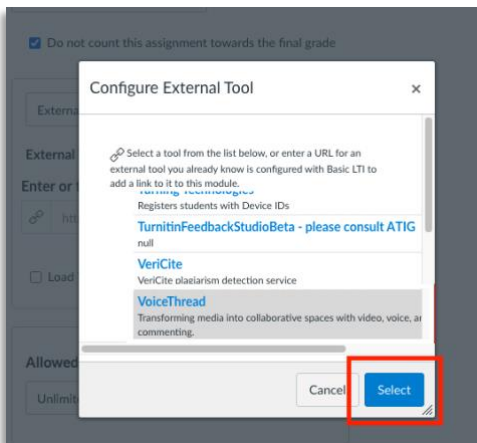 Do not count this assignment towards the final grade
Configure External Tool ×
Externa
External
Select a tool from the list below, or enter a URL for an
external tool you already know is configured with Basic LTI to
add a link to it to this module.
Enter or
Turning Technologies
Registers students with Device IDs
TurnitinFeedbackStudioBeta - please consult ATIG
null
VeriCite
VeriCite plagiarism detection service
Load
VoiceThread
Transforming media into collaborative spaces with video, voice, an
commenting.
Allowed
Unlimit
Cancel
Select